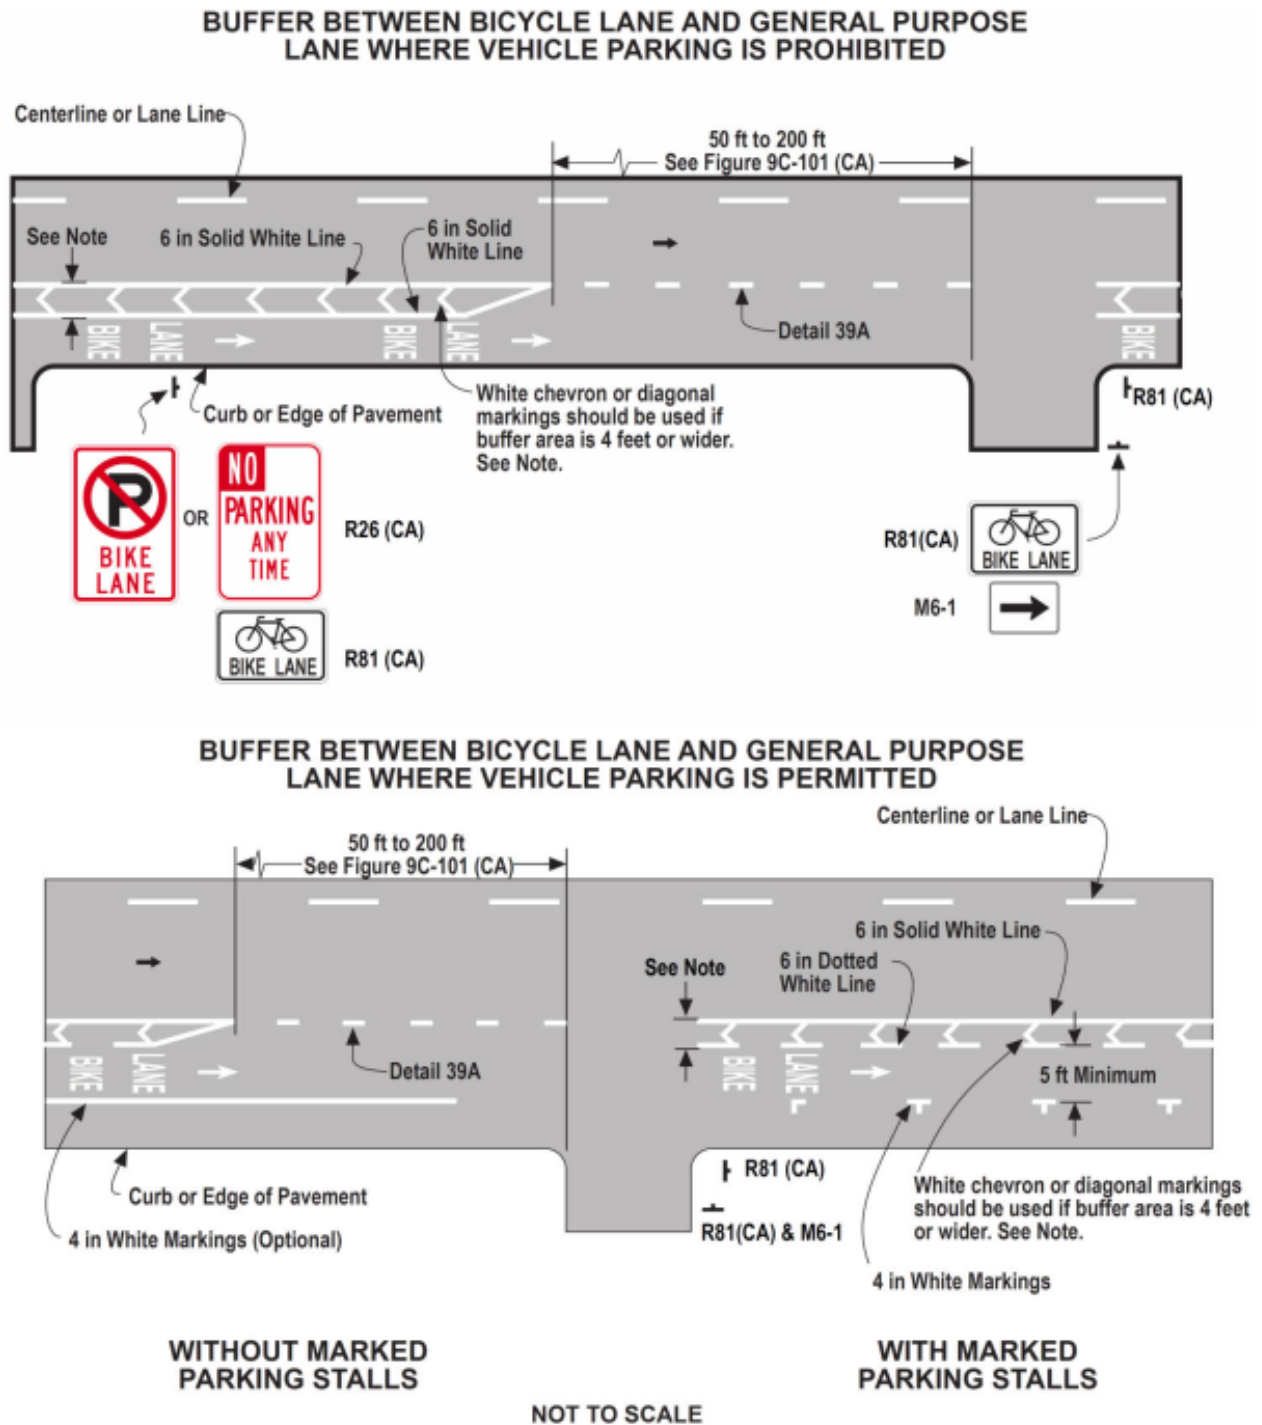 BUFFER BETWEEN BICYCLE LANE AND GENERAL PURPOSE
LANE WHERE VEHICLE PARKING IS PROHIBITED
Centerline or Lane Line
50 ft to 200 ft
See Figure 9C-101 (CA)
See Note
6 in Solid White Line
6 in Solid
White Line
Detail 39A
BIKE
LANE
BIKE
LANE
BIKE
Curb or Edge of Pavement
White chevron or diagonal
markings should be used if
buffer area is 4 feet or wider.
See Note.
R81 (CA)
P
BIKE
LANE
OR
NO
PARKING
ANY
TIME
R26 (CA)
BIKE LANE
R81 (CA)
R81(CA)
BIKE LANE
M6-1
BUFFER BETWEEN BICYCLE LANE AND GENERAL PURPOSE
LANE WHERE VEHICLE PARKING IS PERMITTED
Centerline or Lane Line
50 ft to 200 ft
See Figure 9C-101 (CA)
6 in Solid White Line
See Note
6 in Dotted
White Line
BIKE
LANE
Detail 39A
BIKE
LANE
5 ft Minimum
Curb or Edge of Pavement
4 in White Markings (Optional)
R81 (CA)
R81(CA) & M6-1
White chevron or diagonal markings
should be used if buffer area is 4 feet
or wider. See Note.
4 in White Markings
WITHOUT MARKED
PARKING STALLS
WITH MARKED
PARKING STALLS
NOT TO SCALE